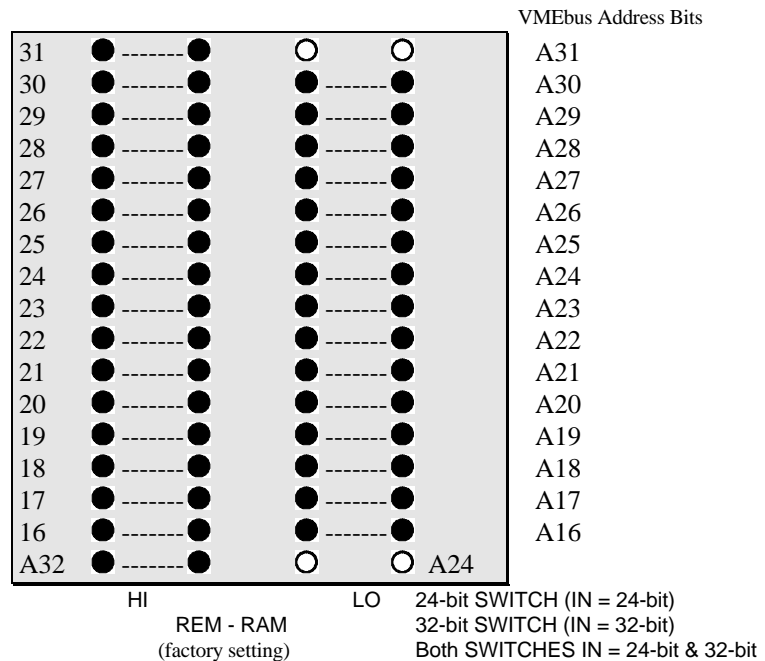 VMEbus Address Bits
31 A31
30 A30
29 A29
28 A28
27 A27
26 A26
25 A25
24 A24
23 A23
22 A22
21 A21
20 A20
19 A19
18 A18
17 A17
16 A16
A32 A24
HI LO 24-bit SWITCH (IN = 24-bit)
REM - RAM 32-bit SWITCH (IN = 32-bit)
(factory setting) Both SWITCHES IN = 24-bit & 32-bit